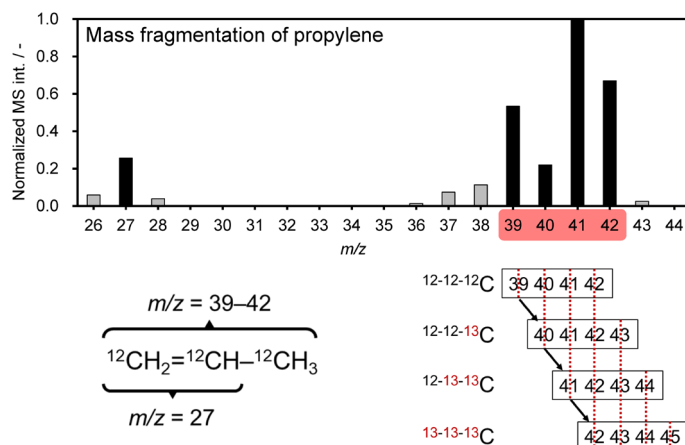 Mass fragmentation of propylene
Normalized MS int. / -
1.0
0.8
0.6
0.4
0.2
0.0
26 27 28 29 30 31 32 33 34 35 36 37 38 39 40 41 42 43 44
m/z
m/z = 39–42
¹²CH₂=¹²CH–¹²CH₃
m/z = 27
¹²⁻¹²⁻¹²C 39 40 41 42
¹²⁻¹²⁻¹³C 40 41 42 43
¹²⁻¹³⁻¹³C 41 42 43 44
¹³⁻¹³⁻¹³C 42 43 44 45